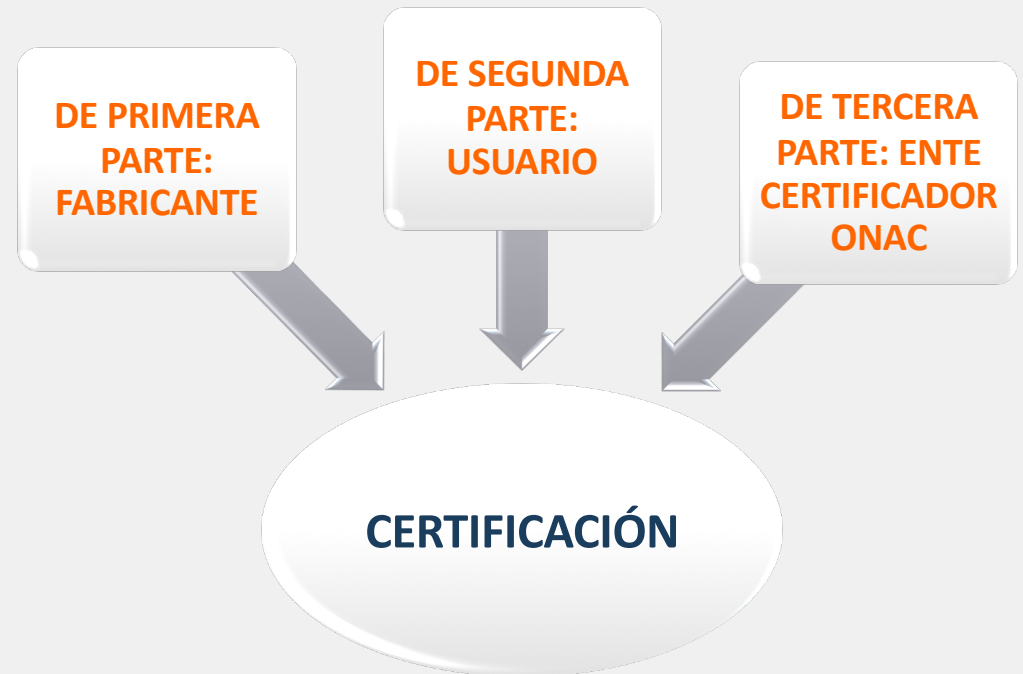 DE PRIMERA
PARTE:
FABRICANTE
DE SEGUNDA
PARTE:
USUARIO
DE TERCERA
PARTE: ENTE
CERTIFICADOR
ONAC
CERTIFICACIÓN